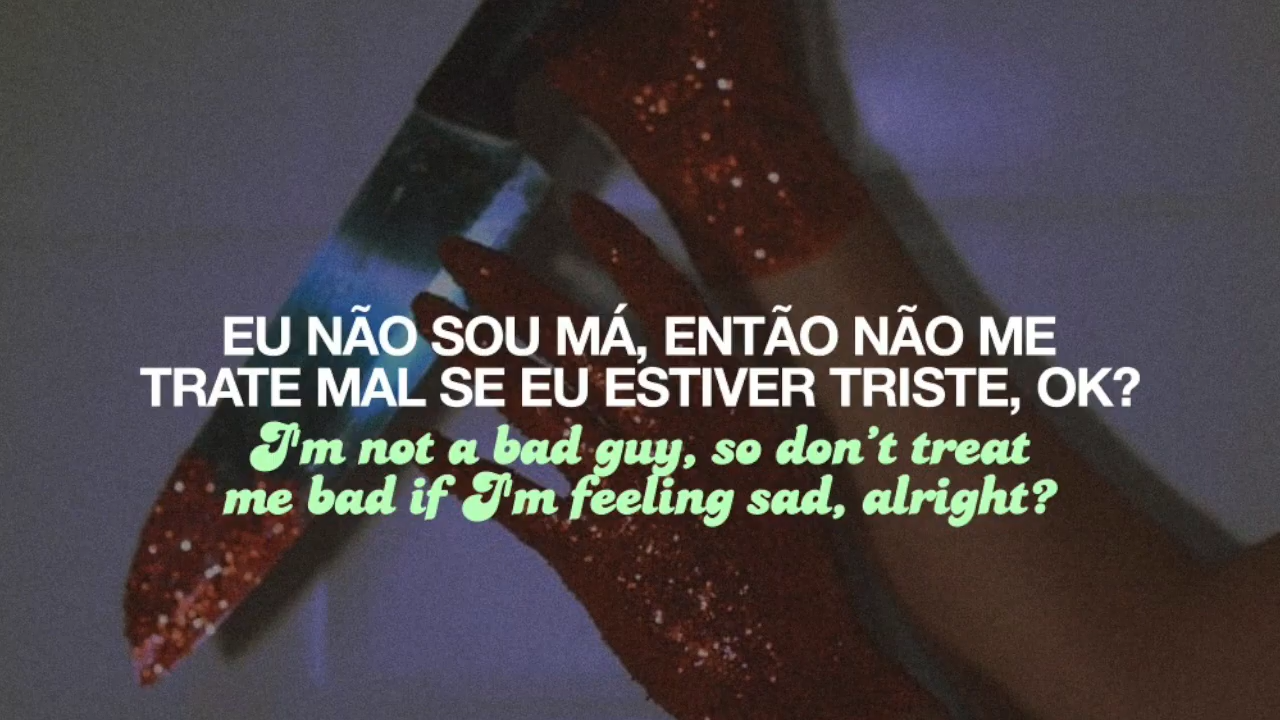 EU NÃO SOU MÁ, ENTÃO NÃO ME
TRATE MAL SE EU ESTIVER TRISTE, OK?
I'm not a bad guy, so don't treat
me bad if I'm feeling sad, alright?